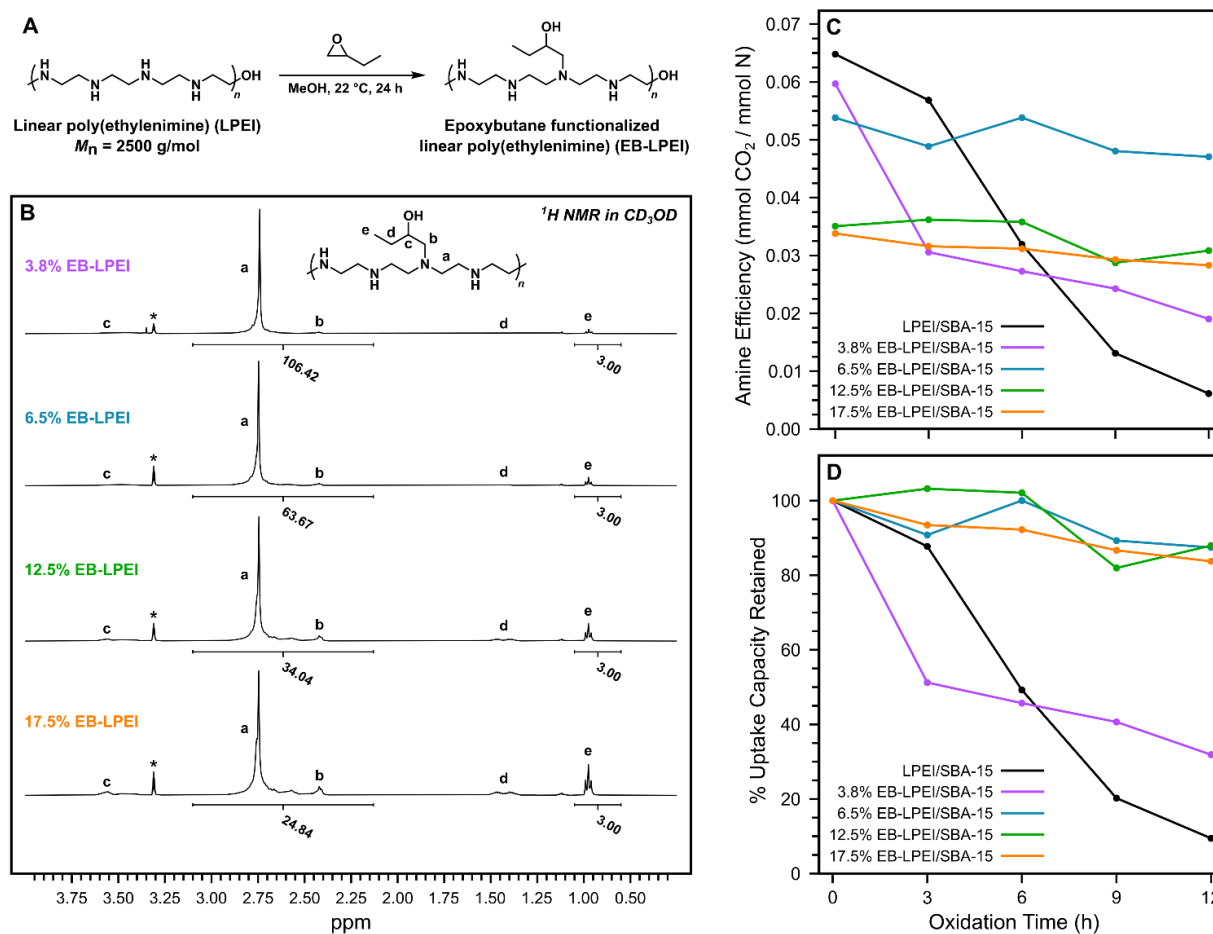 A
O
OH
H
N
H
N
N
H
N
H
OH
n
MeOH, 22 °C, 24 h
H
N
N
H
N
N
H
OH
n
Linear poly(ethylenimine) (LPEI)
Mn = 2500 g/mol
Epoxybutane functionalized
linear poly(ethylenimine) (EB-LPEI)
B
1H NMR in CD3OD
OH
e
d
c
b
a
H
N
N
H
N
N
H
n
3.8% EB-LPEI
c
*
a
b
d
e
106.42
3.00
6.5% EB-LPEI
c
*
a
b
d
e
63.67
3.00
12.5% EB-LPEI
c
*
a
b
d
e
34.04
3.00
17.5% EB-LPEI
c
*
a
b
d
e
24.84
3.00
3.75 3.50 3.25 3.00 2.75 2.50 2.25 2.00 1.75 1.50 1.25 1.00 0.75 0.50
ppm
C
Amine Efficiency (mmol CO2 / mmol N)
0.07
0.06
0.05
0.04
0.03
0.02
0.01
0.00
LPEI/SBA-15
3.8% EB-LPEI/SBA-15
6.5% EB-LPEI/SBA-15
12.5% EB-LPEI/SBA-15
17.5% EB-LPEI/SBA-15
D
% Uptake Capacity Retained
100
80
60
40
20
0
LPEI/SBA-15
3.8% EB-LPEI/SBA-15
6.5% EB-LPEI/SBA-15
12.5% EB-LPEI/SBA-15
17.5% EB-LPEI/SBA-15
0 3 6 9 12
Oxidation Time (h)